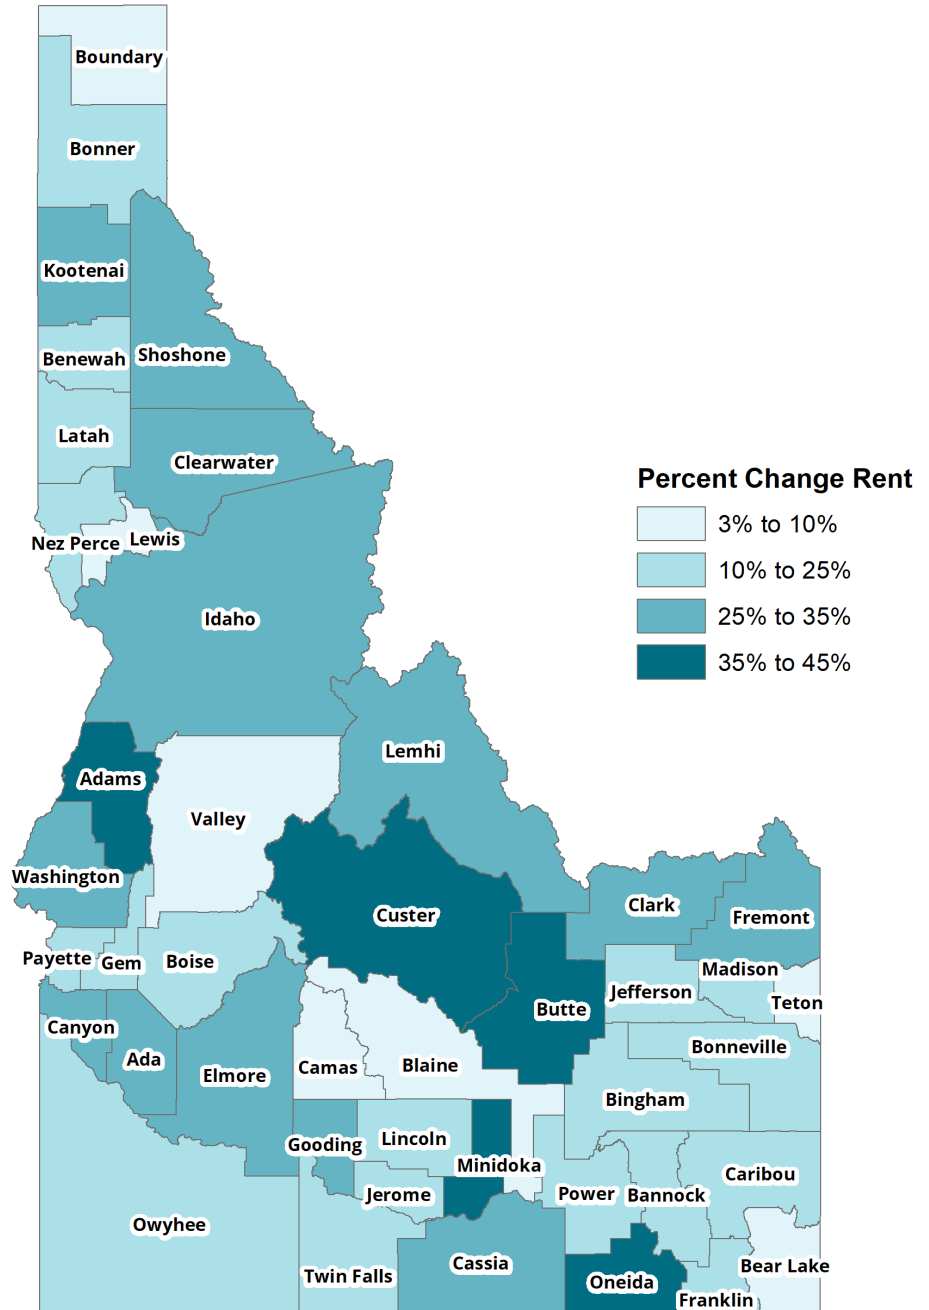 Boundary
Bonner
Kootenai
Benewah
Shoshone
Latah
Clearwater
Percent Change Rent
3% to 10%
10% to 25%
25% to 35%
35% to 45%
Nez Perce
Lewis
Idaho
Lemhi
Adams
Valley
Washington
Custer
Clark
Fremont
Payette
Gem
Boise
Madison
Jefferson
Teton
Butte
Canyon
Ada
Elmore
Camas
Blaine
Bonneville
Bingham
Gooding
Lincoln
Minidoka
Jerome
Power
Bannock
Caribou
Owyhee
Twin Falls
Cassia
Oneida
Bear Lake
Franklin